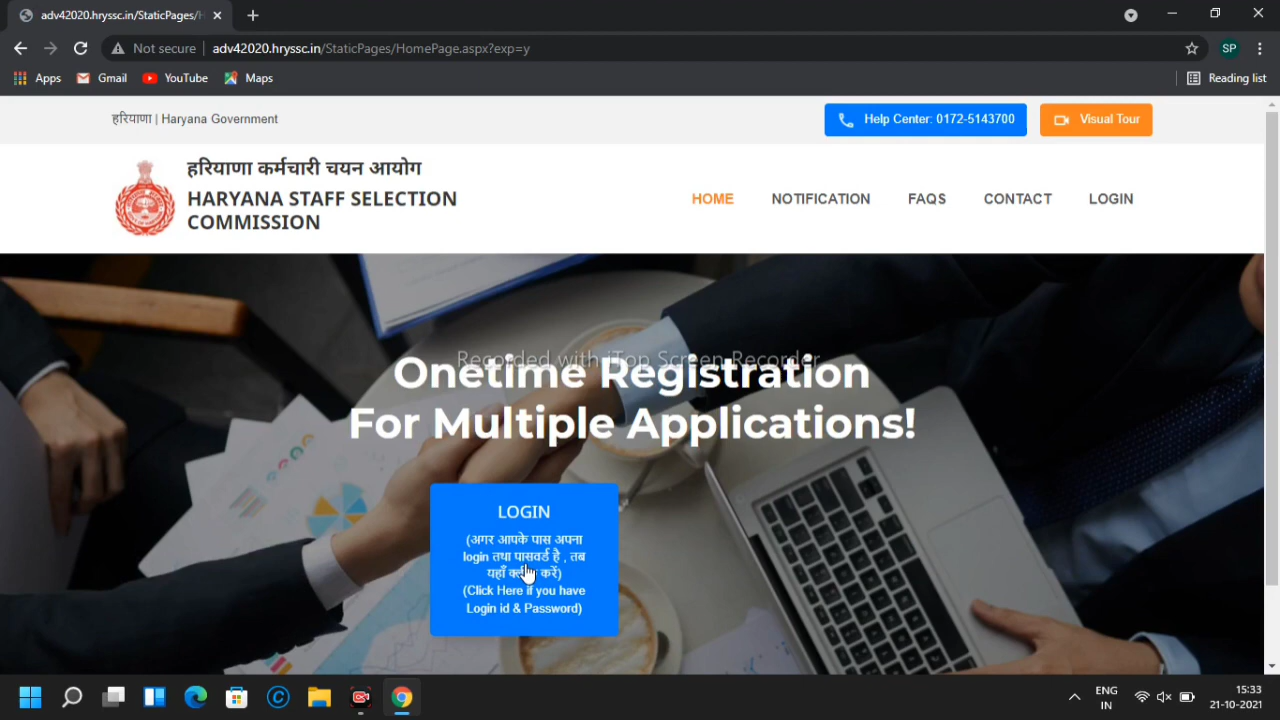 adv42020.hryssc.in/StaticPages/H
Not secure
adv42020.hryssc.in/StaticPages/HomePage.aspx?exp=y
SP
Apps
Gmail
YouTube
Maps
Reading list
हरियाणा | Haryana Government
Help Center: 0172-5143700
Visual Tour
हरियाणा कर्मचारी चयन आयोग
HARYANA STAFF SELECTION
COMMISSION
HOME
NOTIFICATION
FAQS
CONTACT
LOGIN
Recorded with iTop Screen Recorder
Onetime Registration
For Multiple Applications!
LOGIN
(अगर आपके पास अपना
login तथा पासवर्ड है , तब
यहाँ करें)
(Click Here if you have
Login id & Password)
ENG
IN
15:33
21-10-2021